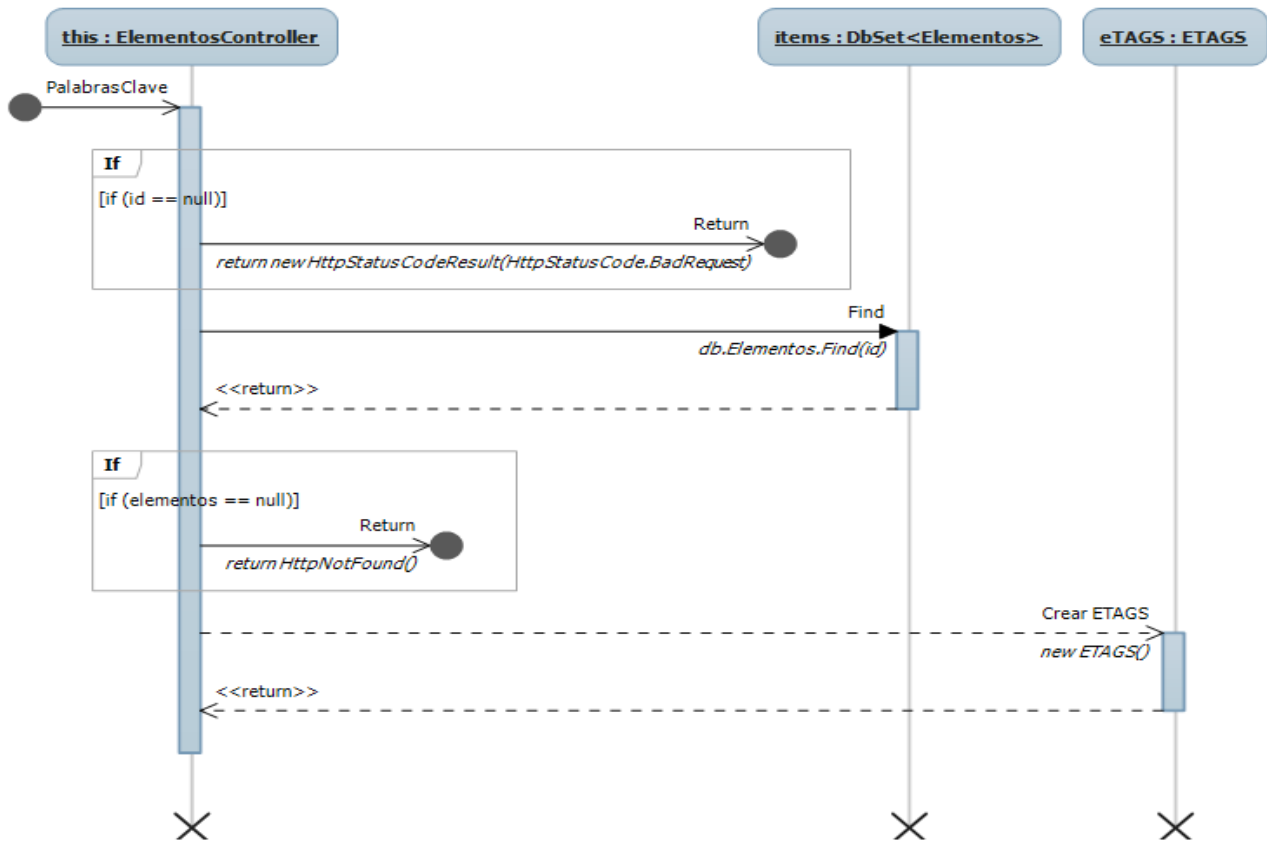 this : ElementosController
items : DbSet<Elementos>
eTAGS : ETAGS
PalabrasClave
If
[if (id == null)]
Return
return new HttpStatusCodeResult(HttpStatusCode.BadRequest)
Find
db.Elementos.Find(id)
<<return>>
If
[if (elementos == null)]
Return
return HttpNotFound()
Crear ETAGS
new ETAGS()
<<return>>